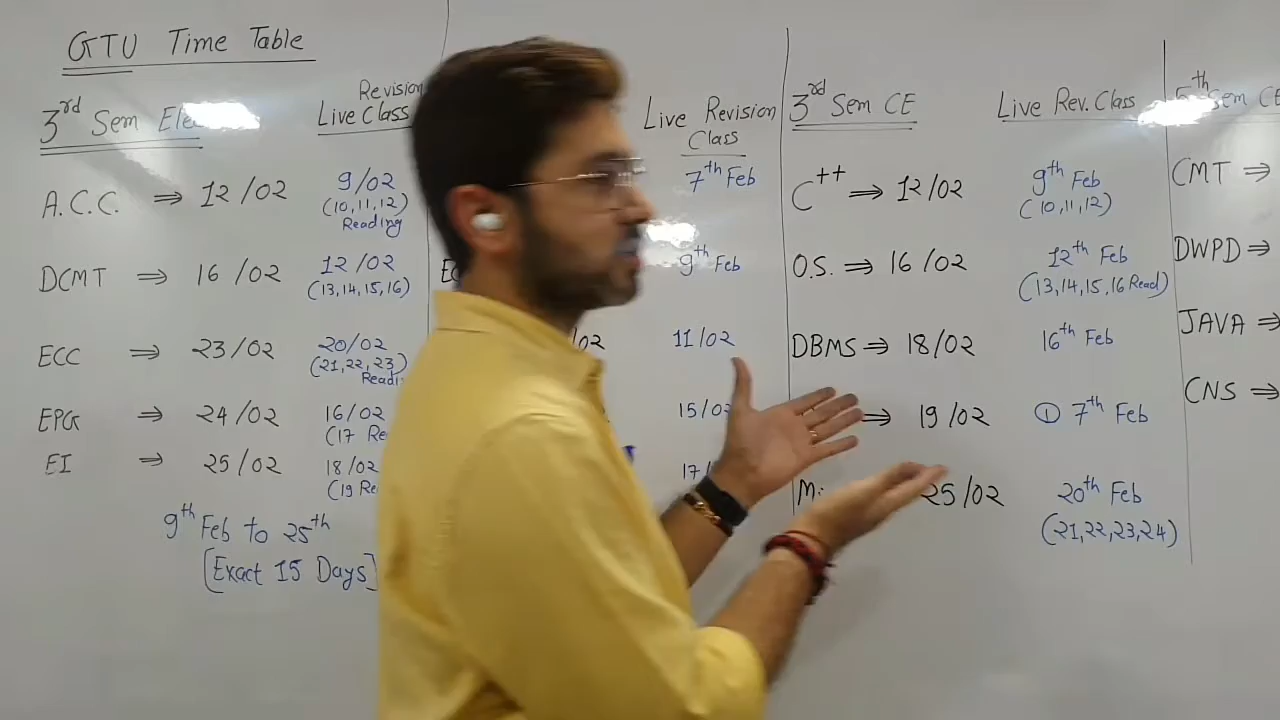 GTU Time Table
3rd Sem
Revision
Live Class
A.C.C. ⇒ 12/02
9/02
(10,11,12)
Reading
DCMT ⇒ 16/02
12/02
(13,14,15,16)
ECC ⇒ 23/02
20/02
(21,22,23)
EPG ⇒ 24/02
16/02
(17
EI ⇒ 25/02
18/02
(19
9th Feb to 25th
[Exact 15 Days]
Live Revision
Class
7th Feb
9th Feb
/02 11/02
15/02
17/
3rd Sem CE
Live Rev. Class
C++ ⇒ 12/02
9th Feb
(10,11,12)
O.S. ⇒ 16/02
12th Feb
(13,14,15,16 Read)
DBMS ⇒ 18/02
16th Feb
⇒ 19/02
① 7th Feb
25/02
20th Feb
(21,22,23,24)
Sem CE
CMT ⇒
DWPD ⇒
JAVA ⇒
CNS ⇒